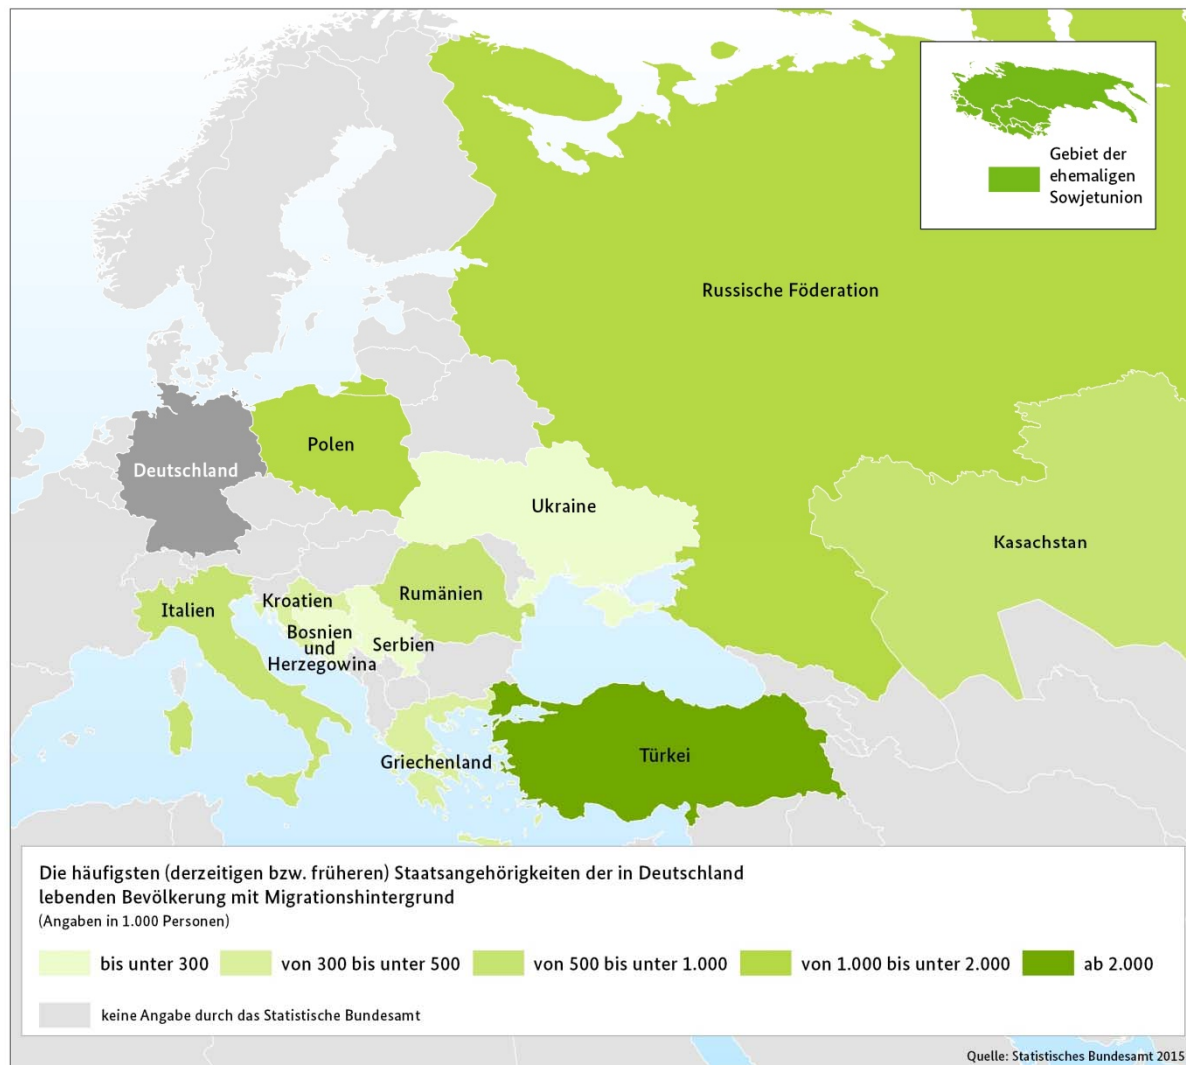 Gebiet der
ehemaligen
Sowjetunion
Russische Föderation
Polen
Deutschland
Ukraine
Kasachstan
Rumänien
Kroatien
Italien
Bosnien
und
Herzegowina
Serbien
Türkei
Griechenland
Die häufigsten (derzeitigen bzw. früheren) Staatsangehörigkeiten der in Deutschland
lebenden Bevölkerung mit Migrationshintergrund
(Angaben in 1.000 Personen)
bis unter 300
von 300 bis unter 500
von 500 bis unter 1.000
von 1.000 bis unter 2.000
ab 2.000
keine Angabe durch das Statistische Bundesamt
Quelle: Statistisches Bundesamt 2015